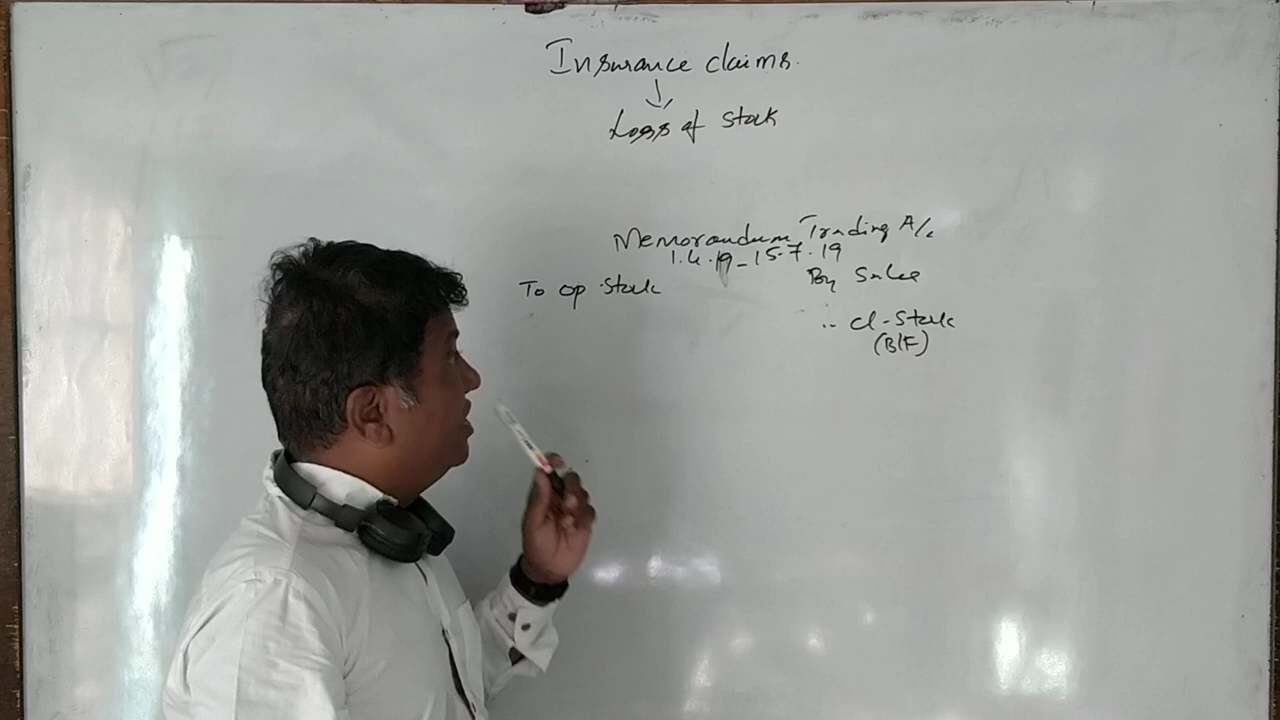 Insurance claims.
Loss of Stock
Memorandum Trading A/c
1.4.19-15.7.19
To op Stock
By Sales
.. cl-Stock
(B/F)